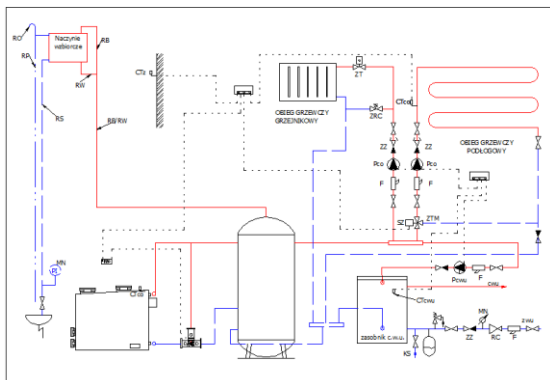 RO
RP
Naczynie
wzbiorcze
RB
RW
RS
RB/RW
CTz
MN
PI
ZT
ZRC
CTco
OBIEG GRZEWCZY
GRZEJNIKOWY
OBIEG GRZEWCZY
PODŁOGOWY
ZZ
ZZ
Pco
Pco
F
F
SZ
ZTM
Pcwu
F
cwu
CTcwu
zasobnik c.w.u.
MN
zwu
ZZ
RC
F
KS